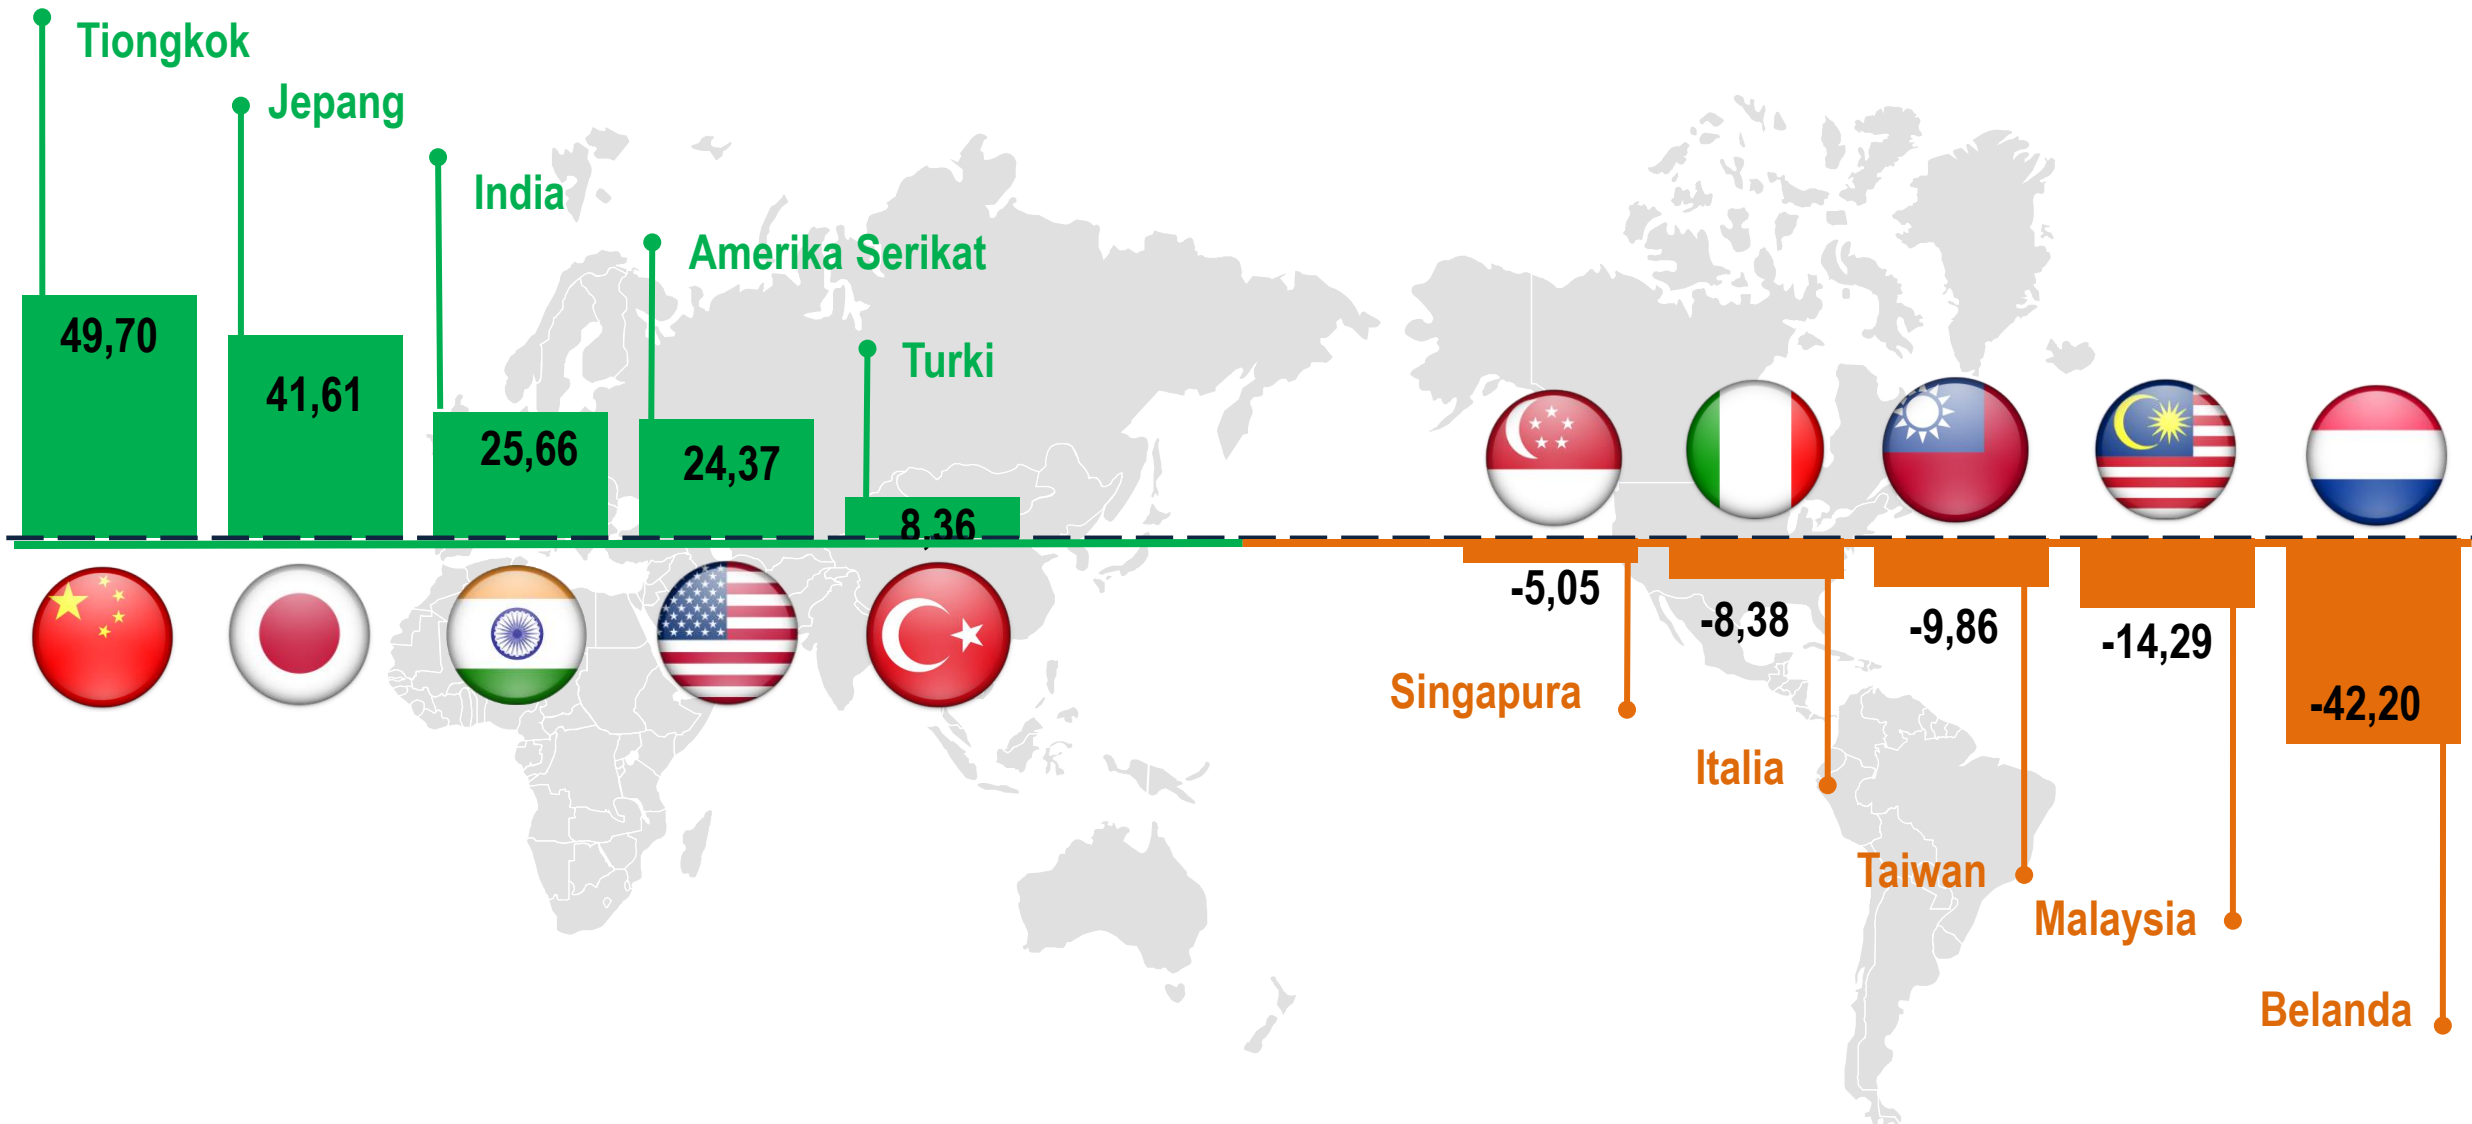 Tiongkok
Jepang
India
Amerika Serikat
Turki
49,70
41,61
25,66
24,37
8,36
-5,05
-8,38
-9,86
-14,29
-42,20
Singapura
Italia
Taiwan
Malaysia
Belanda